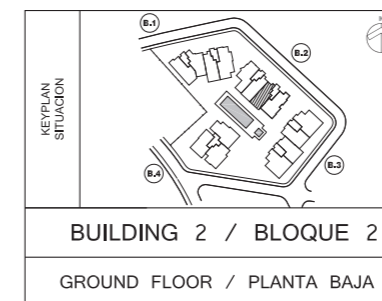 KEYPLAN
SITUACION
B.1
B.2
B.3
B.4
BUILDING 2 / BLOQUE 2
GROUND FLOOR / PLANTA BAJA